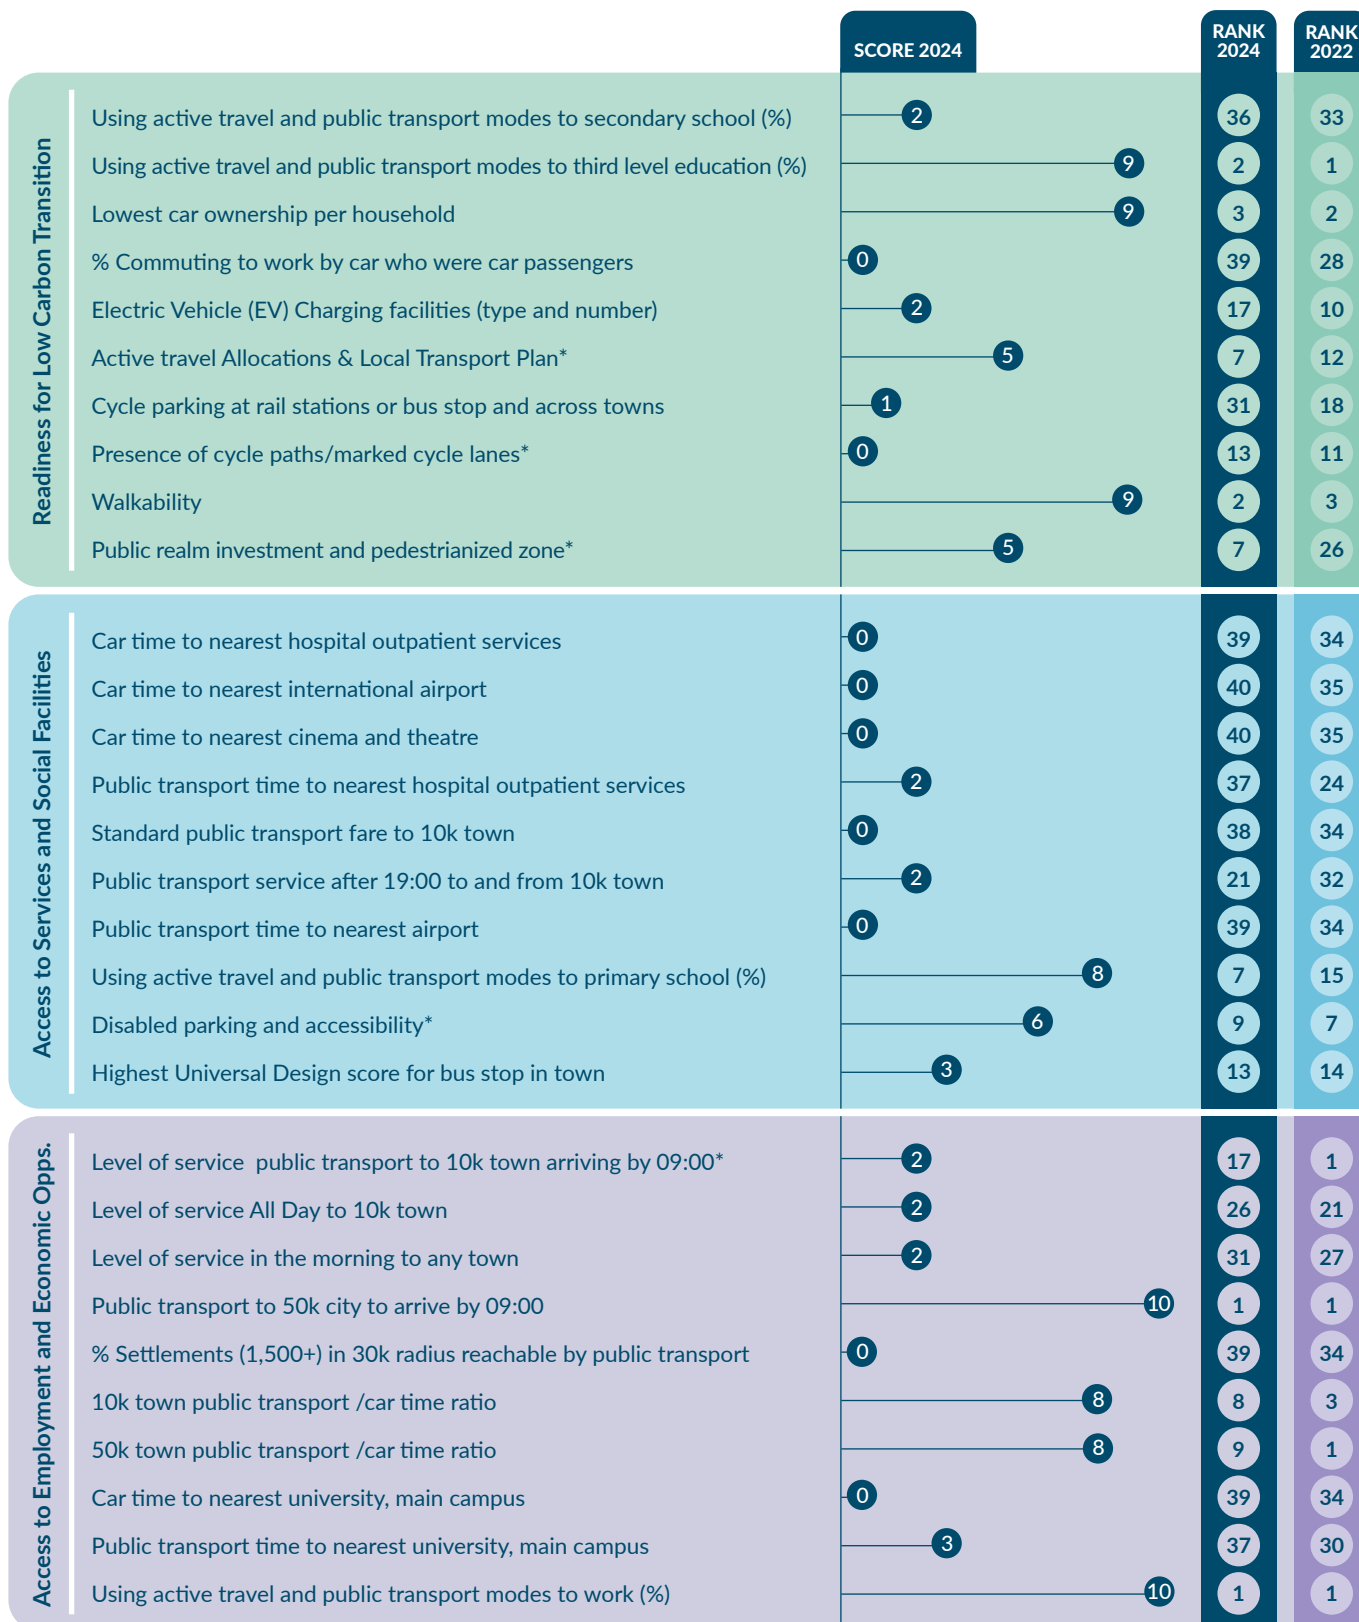 SCORE 2024
RANK 2024
RANK 2022
Readiness for Low Carbon Transition
Using active travel and public transport modes to secondary school (%) 2 36 33
Using active travel and public transport modes to third level education (%) 9 2 1
Lowest car ownership per household 9 3 2
% Commuting to work by car who were car passengers 0 39 28
Electric Vehicle (EV) Charging facilities (type and number) 2 17 10
Active travel Allocations & Local Transport Plan* 5 7 12
Cycle parking at rail stations or bus stop and across towns 1 31 18
Presence of cycle paths/marked cycle lanes* 0 13 11
Walkability 9 2 3
Public realm investment and pedestrianized zone* 5 7 26
Access to Services and Social Facilities
Car time to nearest hospital outpatient services 0 39 34
Car time to nearest international airport 0 40 35
Car time to nearest cinema and theatre 0 40 35
Public transport time to nearest hospital outpatient services 2 37 24
Standard public transport fare to 10k town 0 38 34
Public transport service after 19:00 to and from 10k town 2 21 32
Public transport time to nearest airport 0 39 34
Using active travel and public transport modes to primary school (%) 8 7 15
Disabled parking and accessibility* 6 9 7
Highest Universal Design score for bus stop in town 3 13 14
Access to Employment and Economic Opps.
Level of service public transport to 10k town arriving by 09:00* 2 17 1
Level of service All Day to 10k town 2 26 21
Level of service in the morning to any town 2 31 27
Public transport to 50k city to arrive by 09:00 10 1 1
% Settlements (1,500+) in 30k radius reachable by public transport 0 39 34
10k town public transport /car time ratio 8 8 3
50k town public transport /car time ratio 8 9 1
Car time to nearest university, main campus 0 39 34
Public transport time to nearest university, main campus 3 37 30
Using active travel and public transport modes to work (%) 10 1 1